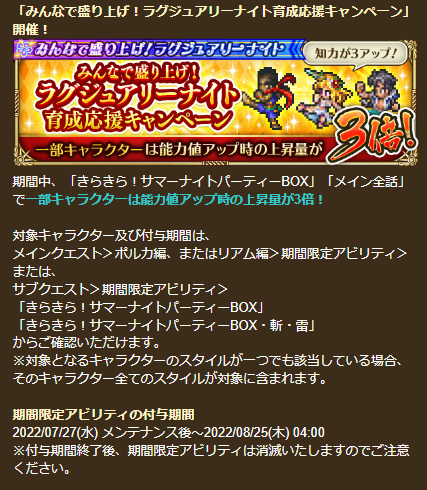 「みんなで盛り上げ！ラグジュアリーナイト育成応援キャンペーン」
開催！
みんなで盛り上げ！ラグジュアリーナイト
知力が3アップ！
みんなで盛り上げ！
ラグジュアリーナイト
育成応援キャンペーン
一部キャラクターは能力値アップ時の上昇量が
3倍！
期間中、「きらきら！サマーナイトパーティーBOX」「メイン全話」
で一部キャラクターは能力値アップ時の上昇量が3倍！
対象キャラクター及び付与期間は、
メインクエスト＞ポルカ編、またはリアム編＞期間限定アビリティ＞
または、
サブクエスト＞期間限定アビリティ＞
「きらきら！サマーナイトパーティーBOX」
「きらきら！サマーナイトパーティーBOX・斬・雷」
からご確認いただけます。
※対象となるキャラクターのスタイルが一つでも該当している場合、
そのキャラクター全てのスタイルが対象に含まれます。
期間限定アビリティの付与期間
2022/07/27(水) メンテナンス後～2022/08/25(木) 04:00
※付与期間終了後、期間限定アビリティは消滅いたしますのでご注意
ください。